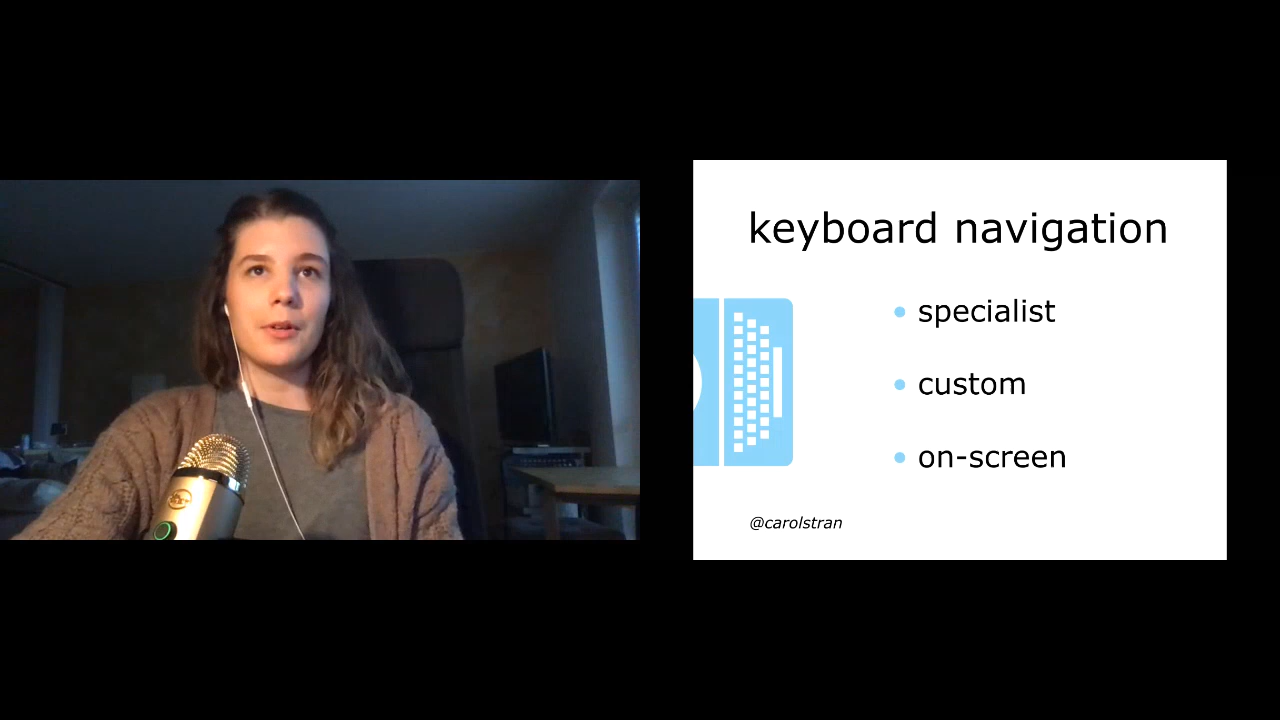 keyboard navigation
specialist
custom
on-screen
@carolstran